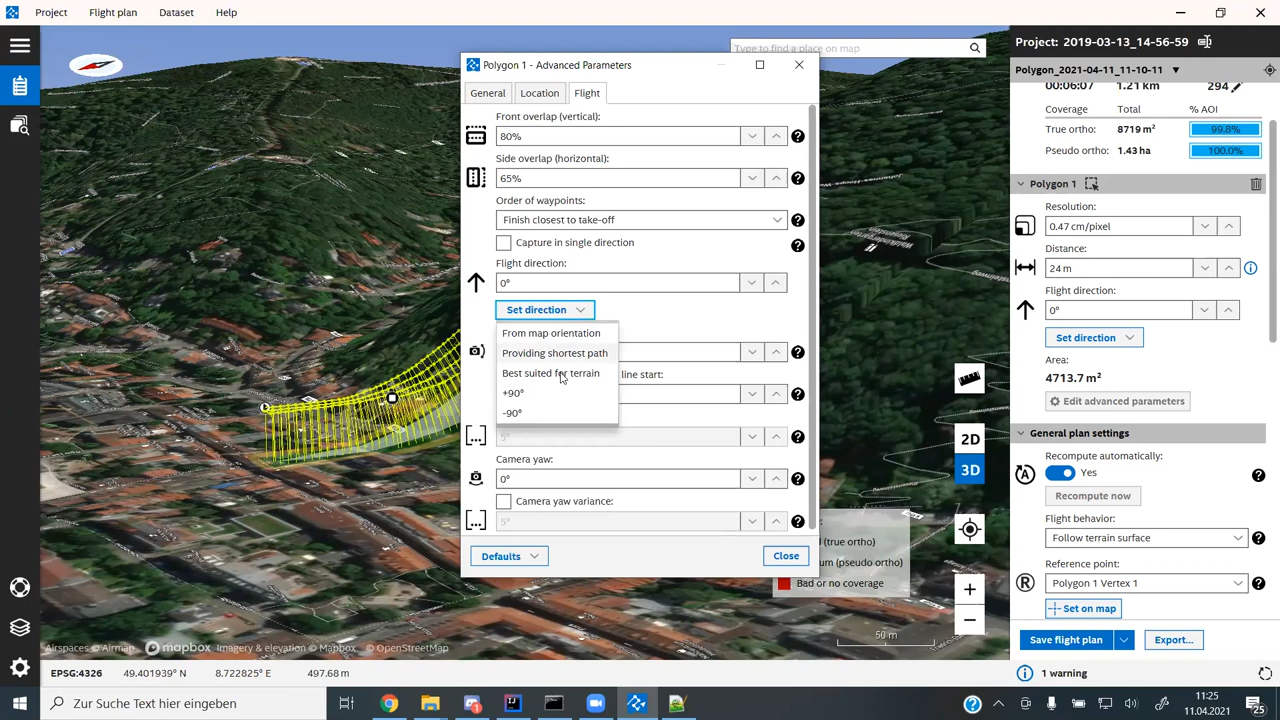 Project
Flight plan
Dataset
Help
Type to find a place on map
Project: 2019-03-13_14-56-59
Polygon_2021-04-11_11-10-11
00:06:07
1.21 km
294
Coverage
Total
% AOI
True ortho:
8719 m²
99.8%
Pseudo ortho:
1.43 ha
100.0%
Polygon 1
Resolution:
0.47 cm/pixel
Distance:
24 m
Flight direction:
0°
Set direction
Area:
4713.7 m²
Edit advanced parameters
General plan settings
Recompute automatically:
Yes
Recompute now
Flight behavior:
Follow terrain surface
Reference point:
R
Polygon 1 Vertex 1
Set on map
Save flight plan
Export...
1 warning
Polygon 1 - Advanced Parameters
General
Location
Flight
Front overlap (vertical):
80%
Side overlap (horizontal):
65%
Order of waypoints:
Finish closest to take-off
Capture in single direction
Flight direction:
0°
Set direction
From map orientation
Providing shortest path
Best suited for terrain
line start:
+90°
-90°
5°
Camera yaw:
0°
Camera yaw variance:
5°
Defaults
Close
(true ortho)
(pseudo ortho)
Bad or no coverage
2D
3D
50 m
Airspaces © Airmap
mapbox
Imagery & elevation © Mapbox
© OpenStreetMap
EPSG:4326
49.401939° N
8.722825° E
497.68 m
Zur Suche Text hier eingeben
11:25
11.04.2021
25